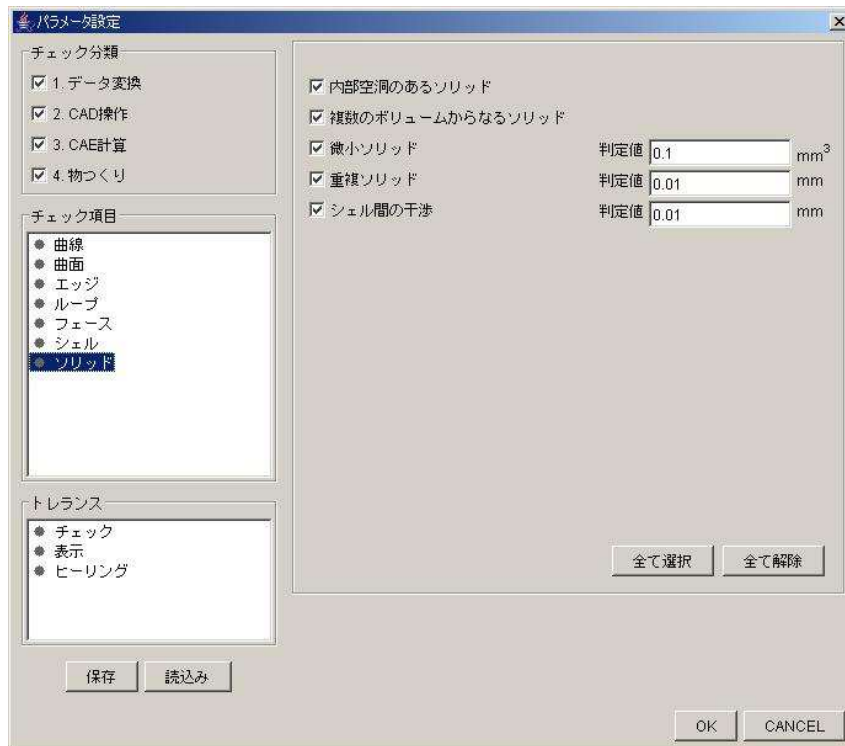 パラメータ設定
チェック分類
1. データ変換
2. CAD操作
3. CAE計算
4. 物つくり
チェック項目
曲線
曲面
エッジ
ループ
フェース
シェル
ソリッド
トレランス
チェック
表示
ヒーリング
保存 読込み
内部空洞のあるソリッド
複数のボリュームからなるソリッド
微小ソリッド 判定値 0.1 mm³
重複ソリッド 判定値 0.01 mm
シェル間の干渉 判定値 0.01 mm
全て選択 全て解除
OK CANCEL